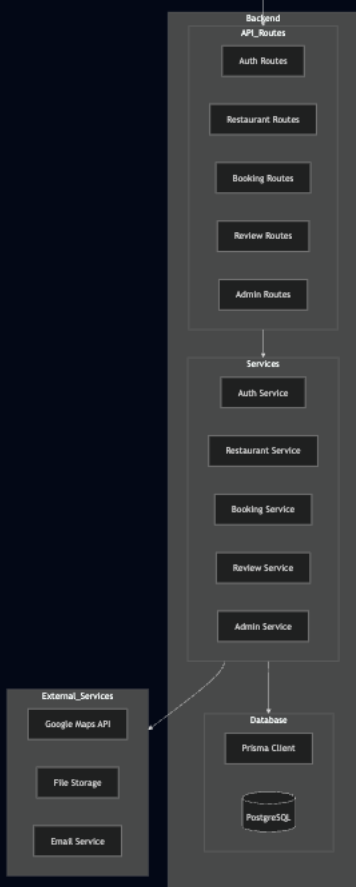 Backend
API_Routes
Auth Routes
Restaurant Routes
Booking Routes
Review Routes
Admin Routes
Services
Auth Service
Restaurant Service
Booking Service
Review Service
Admin Service
External_Services
Google Maps API
File Storage
Email Service
Database
Prisma Client
PostgreSQL